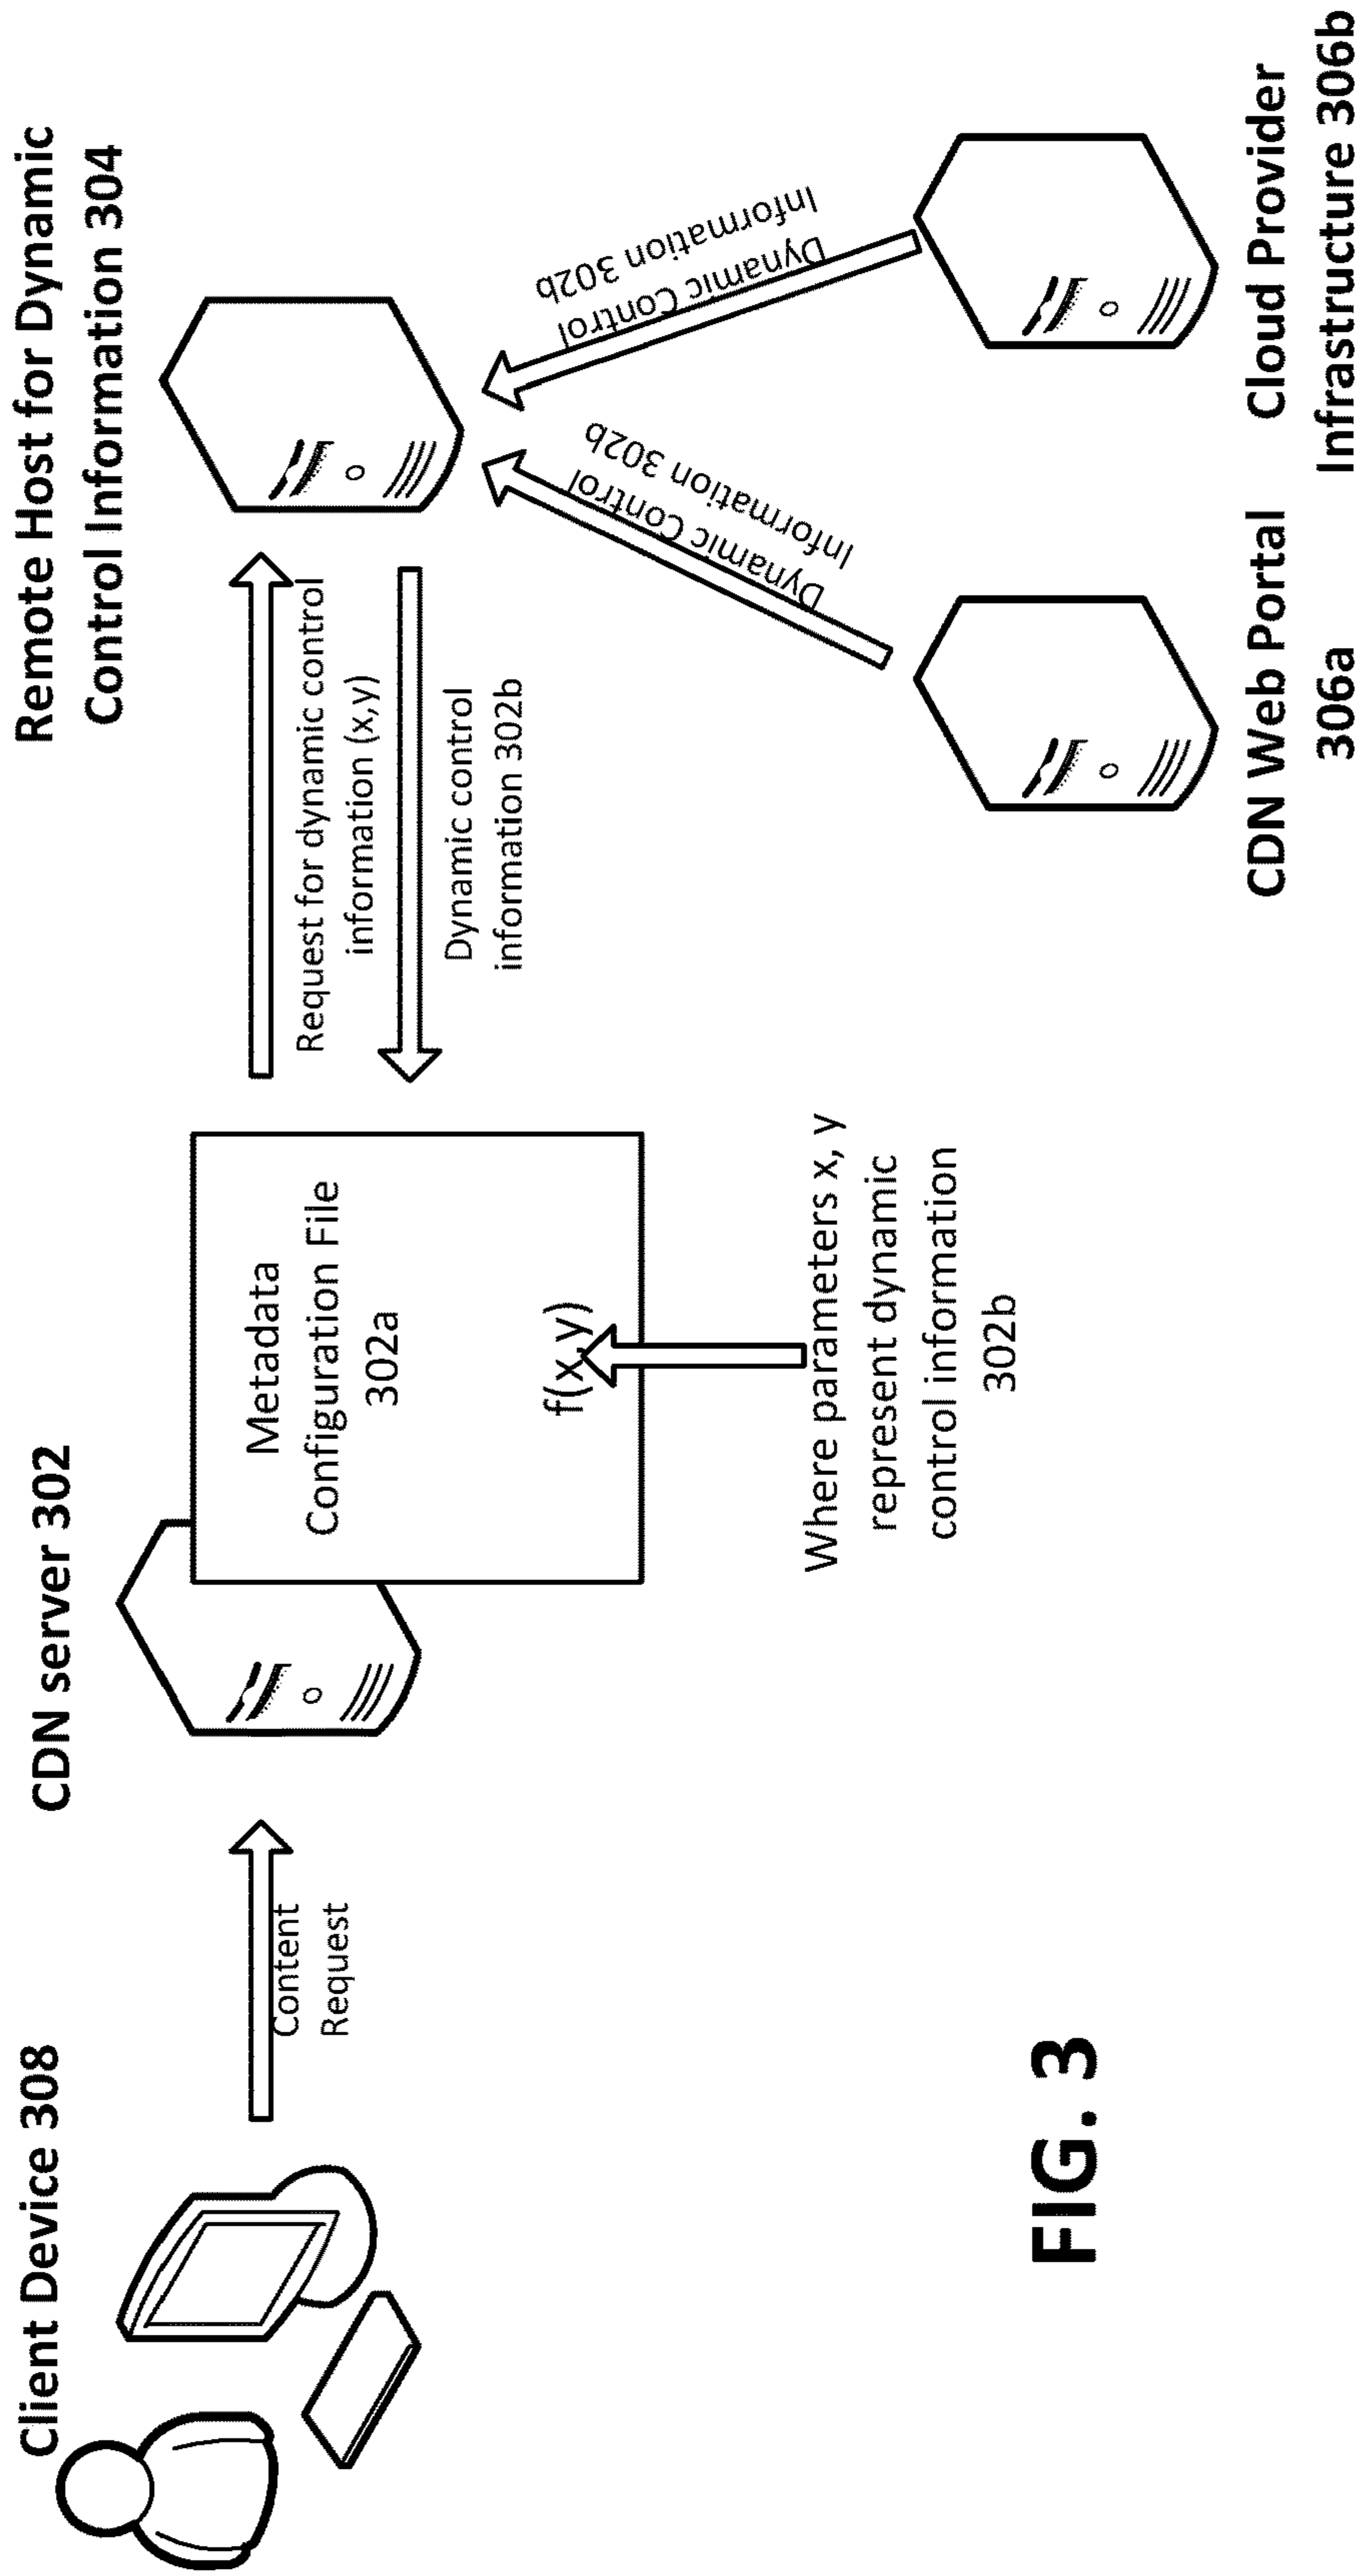 Client Device 308
Content
Request
CDN server 302
Metadata
Configuration File
302a
f(x,y)
Where parameters x, y
represent dynamic
control information
302b
Remote Host for Dynamic
Control Information 304
Request for dynamic control
information (x,y)
Dynamic control
information 302b
Dynamic Control
Information 302b
Dynamic Control
Information 302b
CDN Web Portal
306a
Cloud Provider
Infrastructure 306b
FIG. 3